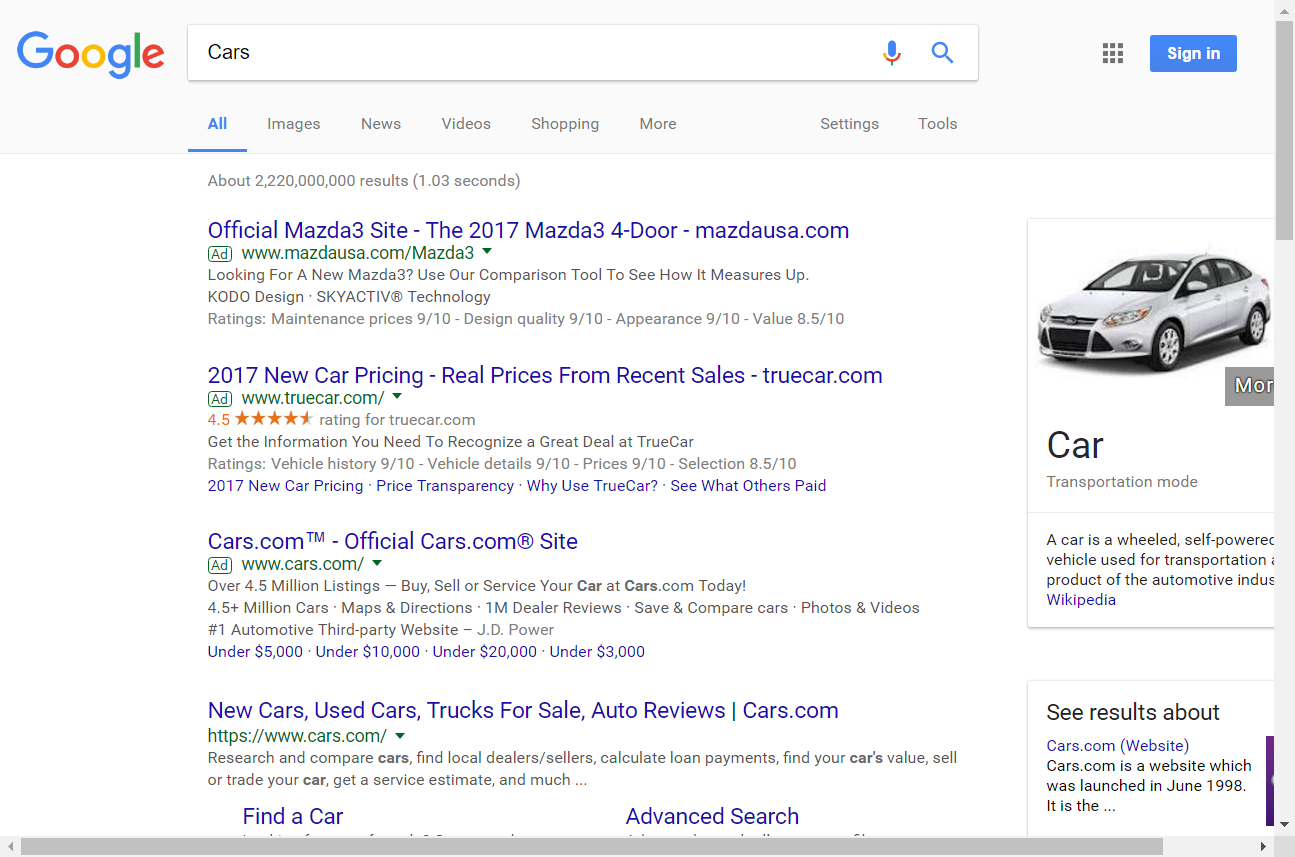 Google
Cars
Sign in
All Images News Videos Shopping More Settings Tools
About 2,220,000,000 results (1.03 seconds)
Official Mazda3 Site - The 2017 Mazda3 4-Door - mazdausa.com
Ad www.mazdausa.com/Mazda3
Looking For A New Mazda3? Use Our Comparison Tool To See How It Measures Up.
KODO Design · SKYACTIV® Technology
Ratings: Maintenance prices 9/10 - Design quality 9/10 - Appearance 9/10 - Value 8.5/10
2017 New Car Pricing - Real Prices From Recent Sales - truecar.com
Ad www.truecar.com/
4.5 ★★★★★ rating for truecar.com
Get the Information You Need To Recognize a Great Deal at TrueCar
Ratings: Vehicle history 9/10 - Vehicle details 9/10 - Prices 9/10 - Selection 8.5/10
2017 New Car Pricing · Price Transparency · Why Use TrueCar? · See What Others Paid
Cars.com™ - Official Cars.com® Site
Ad www.cars.com/
Over 4.5 Million Listings — Buy, Sell or Service Your Car at Cars.com Today!
4.5+ Million Cars · Maps & Directions · 1M Dealer Reviews · Save & Compare cars · Photos & Videos
#1 Automotive Third-party Website – J.D. Power
Under $5,000 · Under $10,000 · Under $20,000 · Under $3,000
New Cars, Used Cars, Trucks For Sale, Auto Reviews | Cars.com
https://www.cars.com/
Research and compare cars, find local dealers/sellers, calculate loan payments, find your car's value, sell
or trade your car, get a service estimate, and much ...
Find a Car
Advanced Search
Mor
Car
Transportation mode
A car is a wheeled, self-powered
vehicle used for transportation
product of the automotive indus
Wikipedia
See results about
Cars.com (Website)
Cars.com is a website which
was launched in June 1998.
It is the ...